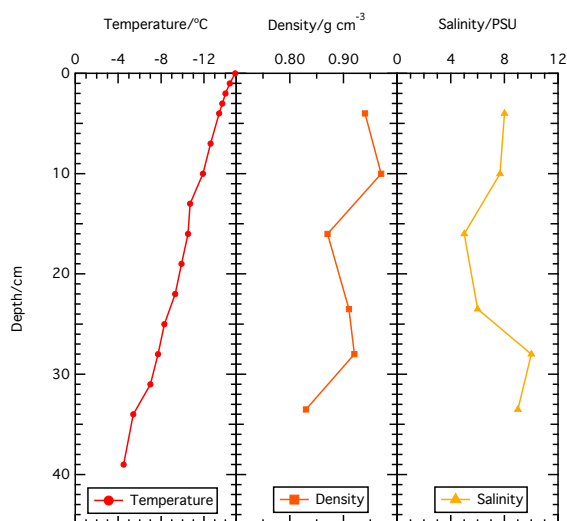 Temperature/°C Density/g cm⁻³ Salinity/PSU
0 -4 -8 -12 0.80 0.90 0 4 8 12
0
10
20
30
40
Depth/cm
Temperature Density Salinity